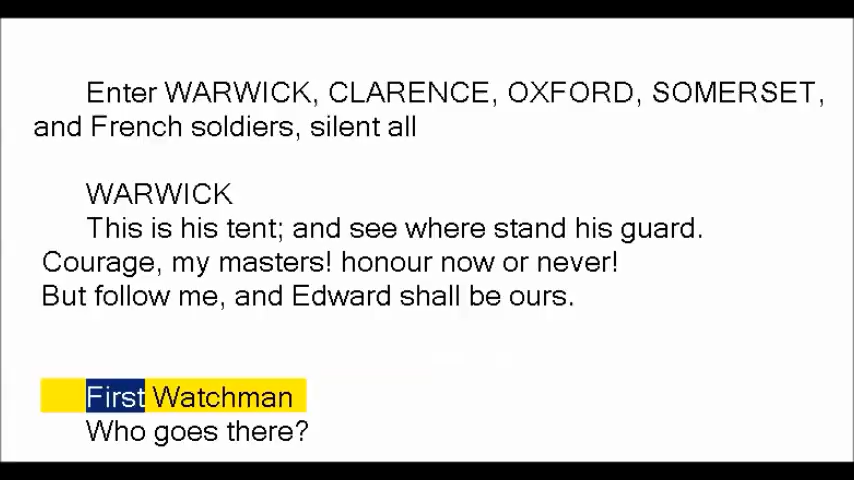 Enter WARWICK, CLARENCE, OXFORD, SOMERSET,
and French soldiers, silent all
WARWICK
This is his tent; and see where stand his guard.
Courage, my masters! honour now or never!
But follow me, and Edward shall be ours.
First Watchman
Who goes there?